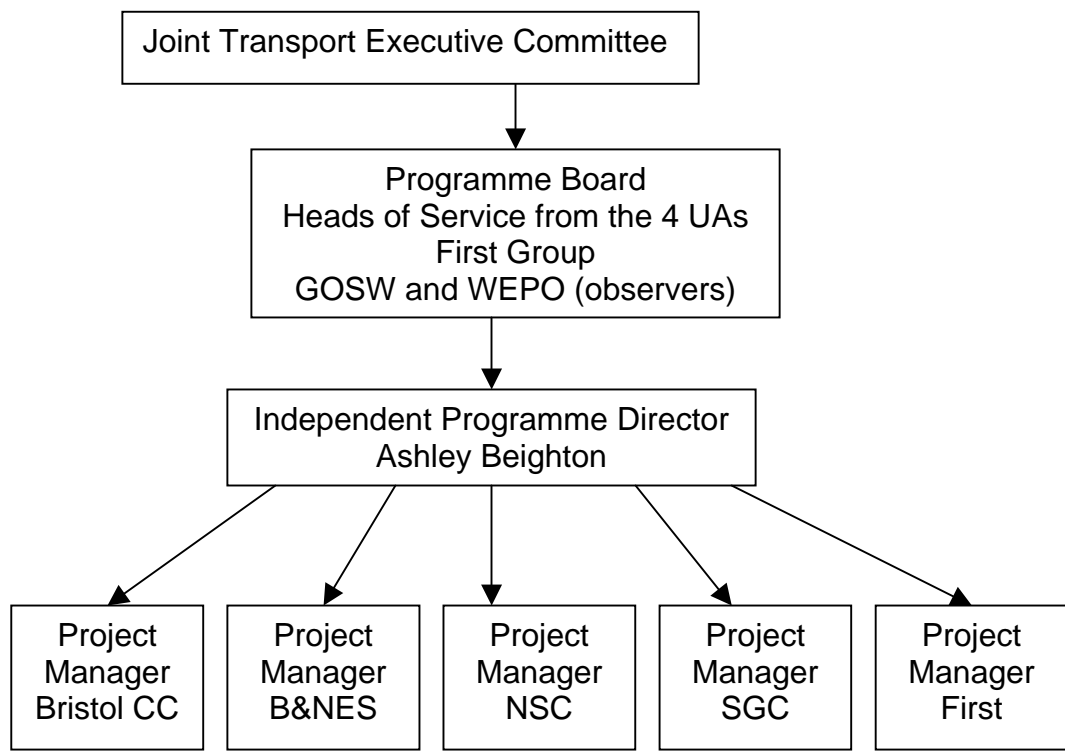 Joint Transport Executive Committee
Programme Board
Heads of Service from the 4 UAs
First Group
GOSW and WEPO (observers)
Independent Programme Director
Ashley Beighton
Project
Manager
Bristol CC
Project
Manager
B&NES
Project
Manager
NSC
Project
Manager
SGC
Project
Manager
First